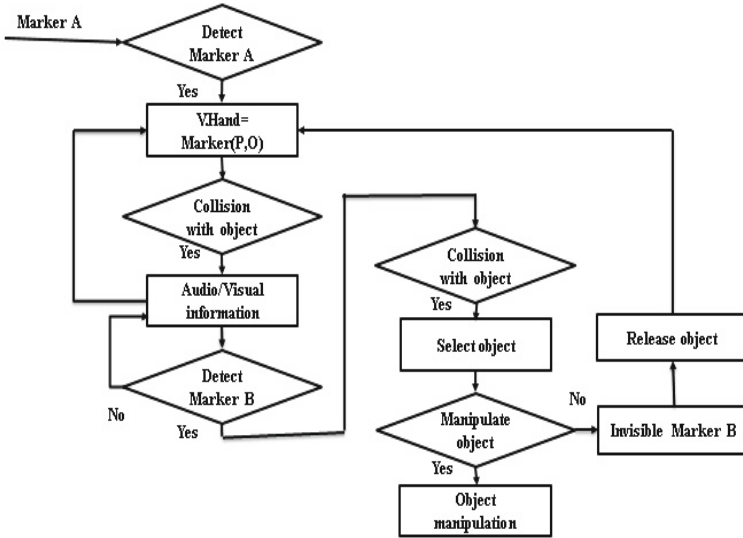 Marker A
Detect
Marker A
Yes
V.Hand=
Marker(P,O)
Collision
with object
Yes
Audio/Visual
information
Detect
Marker B
No
Yes
Collision
with object
Yes
Select object
Manipulate
object
No
Yes
Object
manipulation
Invisible Marker B
Release object